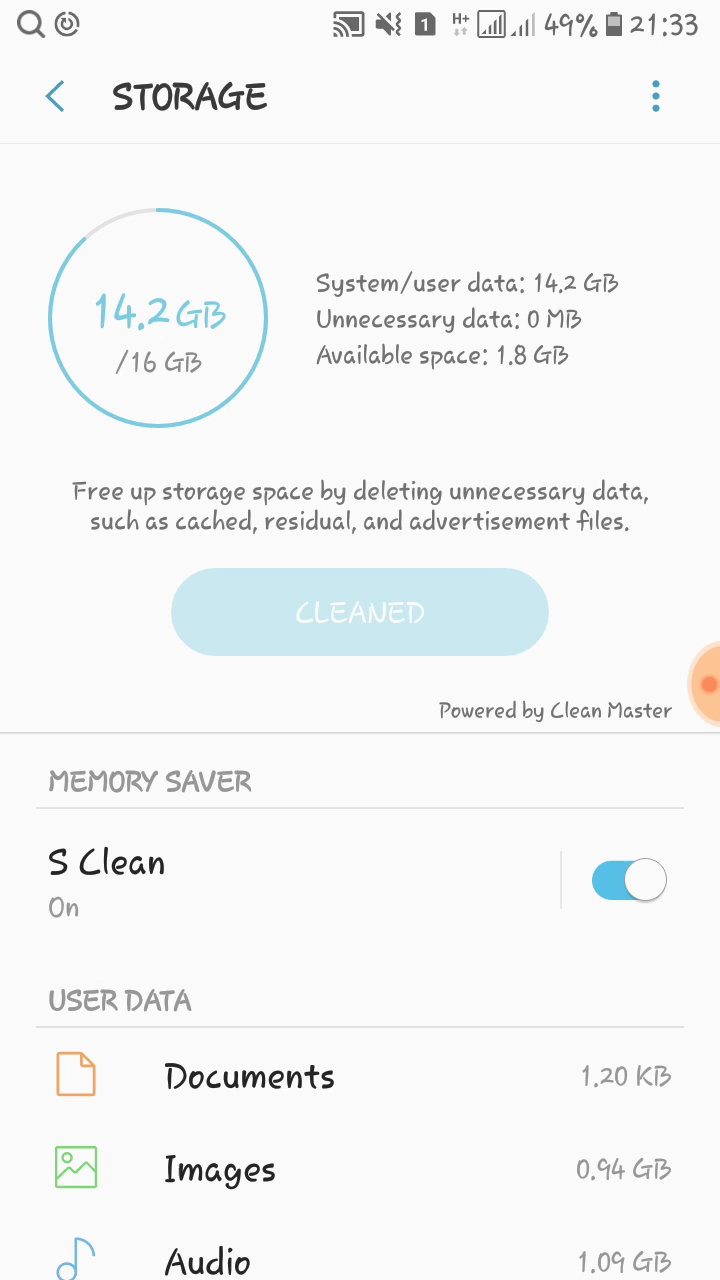 1 H+ 49% 21:33
STORAGE
14.2 GB
/16 GB
System/user data: 14.2 GB
Unnecessary data: 0 MB
Available space: 1.8 GB
Free up storage space by deleting unnecessary data,
such as cached, residual, and advertisement files.
CLEANED
Powered by Clean Master
MEMORY SAVER
S Clean
On
USER DATA
Documents 1.20 KB
Images 0.94 GB
Audio 1.09 GB